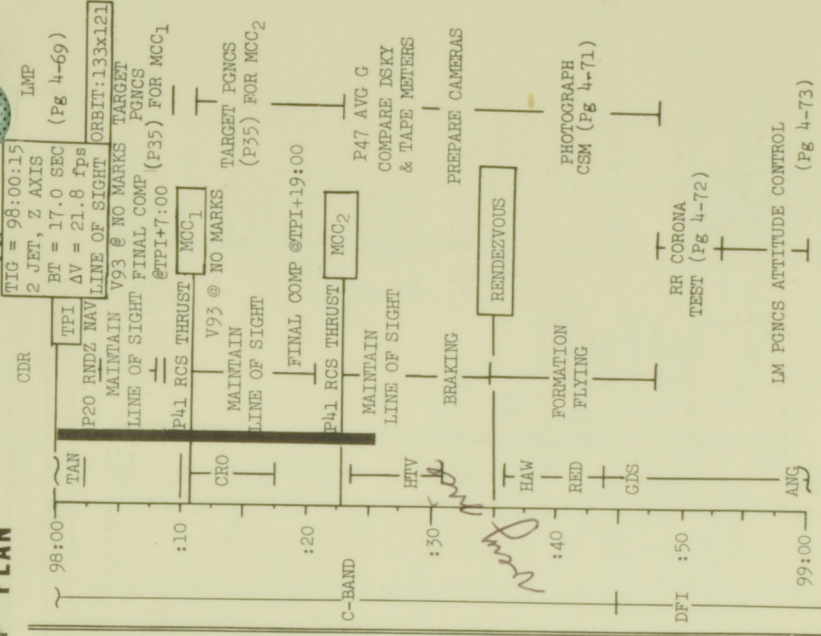 PLAN
CDR
LMP
TIG = 98:00:15
2 JET, Z AXIS
BT = 17.0 SEC
ΔV = 21.8 fps
LINE OF SIGHT
ORBIT:133x121
(Pg 4-69)
98:00
TAN
TPI
P20 RNDZ NAV
MAINTAIN
LINE OF SIGHT
V93 @ NO MARKS
FINAL COMP
@TPI+7:00
TARGET
PGNCS
(P35) FOR MCC1
:10
P41 RCS THRUST
MCC1
CRO
V93 @ NO MARKS
MAINTAIN
LINE OF SIGHT
TARGET PGNCS
(P35) FOR MCC2
:20
FINAL COMP @TPI+19:00
P41 RCS THRUST
MCC2
C-BAND
HTV
MAINTAIN
LINE OF SIGHT
P47 AVG G
COMPARE DSKY
& TAPE METERS
:30
BRAKING
PREPARE CAMERAS
RENDEZVOUS
HAW
:40
RED
FORMATION
FLYING
PHOTOGRAPH
CSM (Pg 4-71)
GDS
:50
DFI
RR CORONA
TEST (Pg 4-72)
99:00
ANG
LM PGNCS ATTITUDE CONTROL
(Pg 4-73)